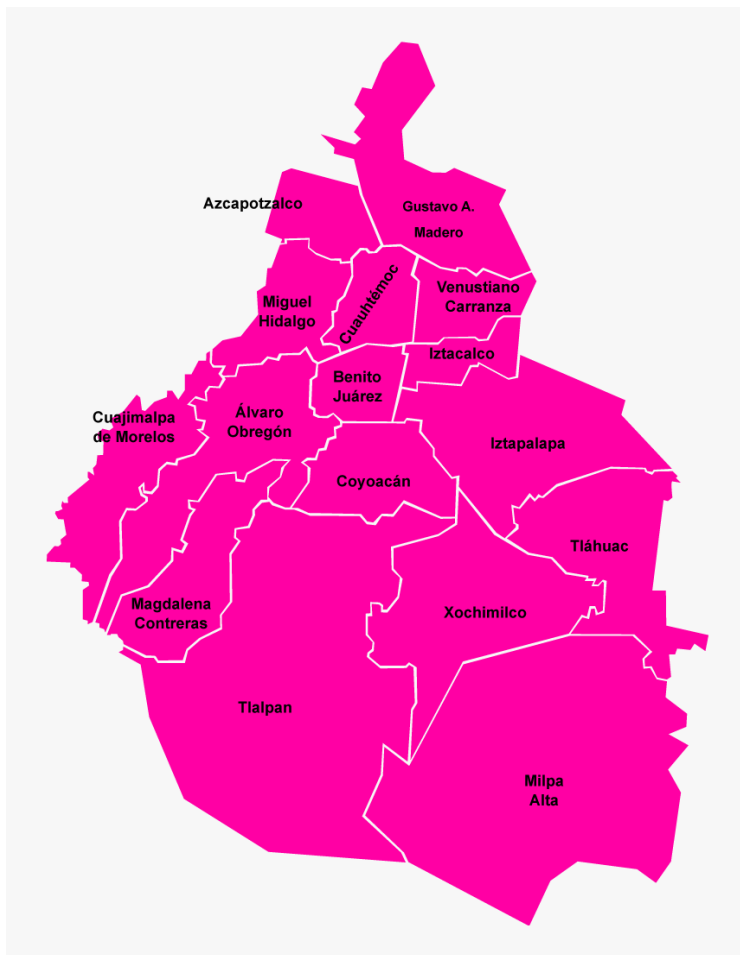 Azcapotzalco
Gustavo A.
Madero
Miguel
Hidalgo
Cuauhtémoc
Venustiano
Carranza
Iztacalco
Benito
Juárez
Cuajimalpa
de Morelos
Álvaro
Obregón
Iztapalapa
Coyoacán
Tláhuac
Magdalena
Contreras
Xochimilco
Tlalpan
Milpa
Alta